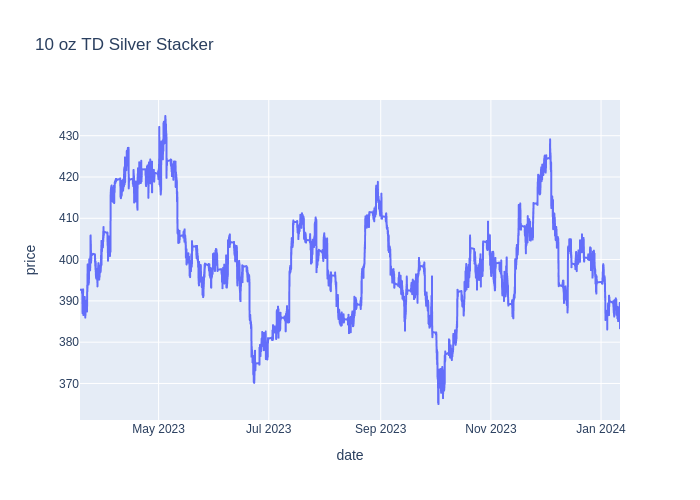 10 oz TD Silver Stacker
430
420
410
400
390
380
370
price
May 2023
Jul 2023
Sep 2023
Nov 2023
Jan 2024
date